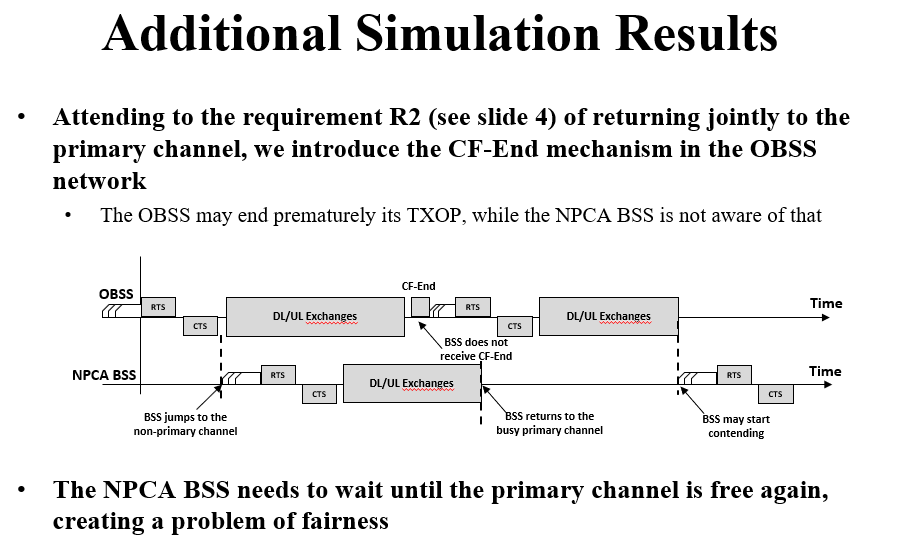 Additional Simulation Results
• Attending to the requirement R2 (see slide 4) of returning jointly to the
primary channel, we introduce the CF-End mechanism in the OBSS
network
• The OBSS may end prematurely its TXOP, while the NPCA BSS is not aware of that
CF-End
OBSS
RTS
RTS
Time
CTS
DL/UL Exchanges
CTS
DL/UL Exchanges
BSS does not
receive CF-End
NPCA BSS
RTS
CTS
DL/UL Exchanges
RTS
CTS
Time
BSS jumps to the
non-primary channel
BSS returns to the
busy primary channel
BSS may start
contending
• The NPCA BSS needs to wait until the primary channel is free again,
creating a problem of fairness